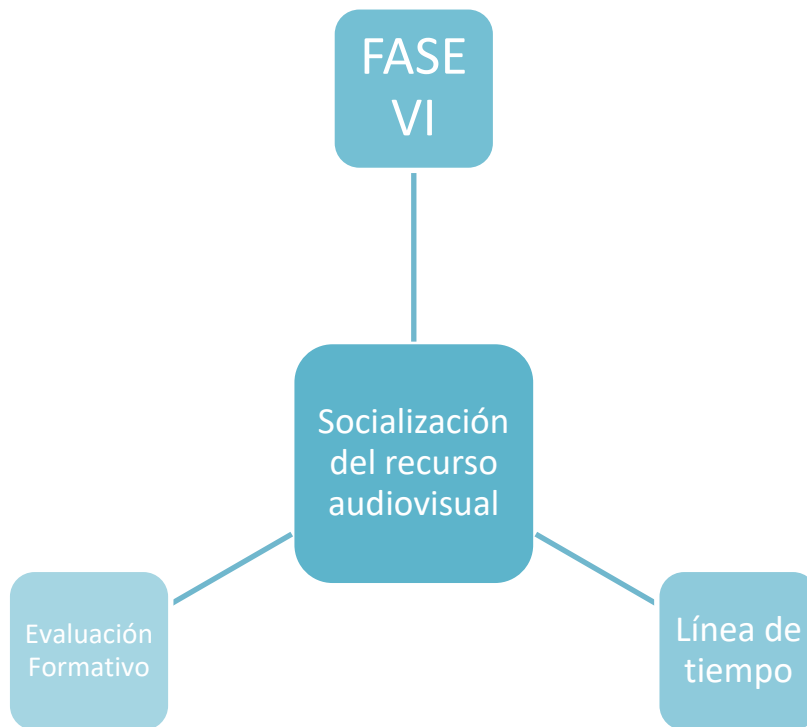 FASE
VI
Socialización
del recurso
audiovisual
Evaluación
Formativo
Línea de
tiempo